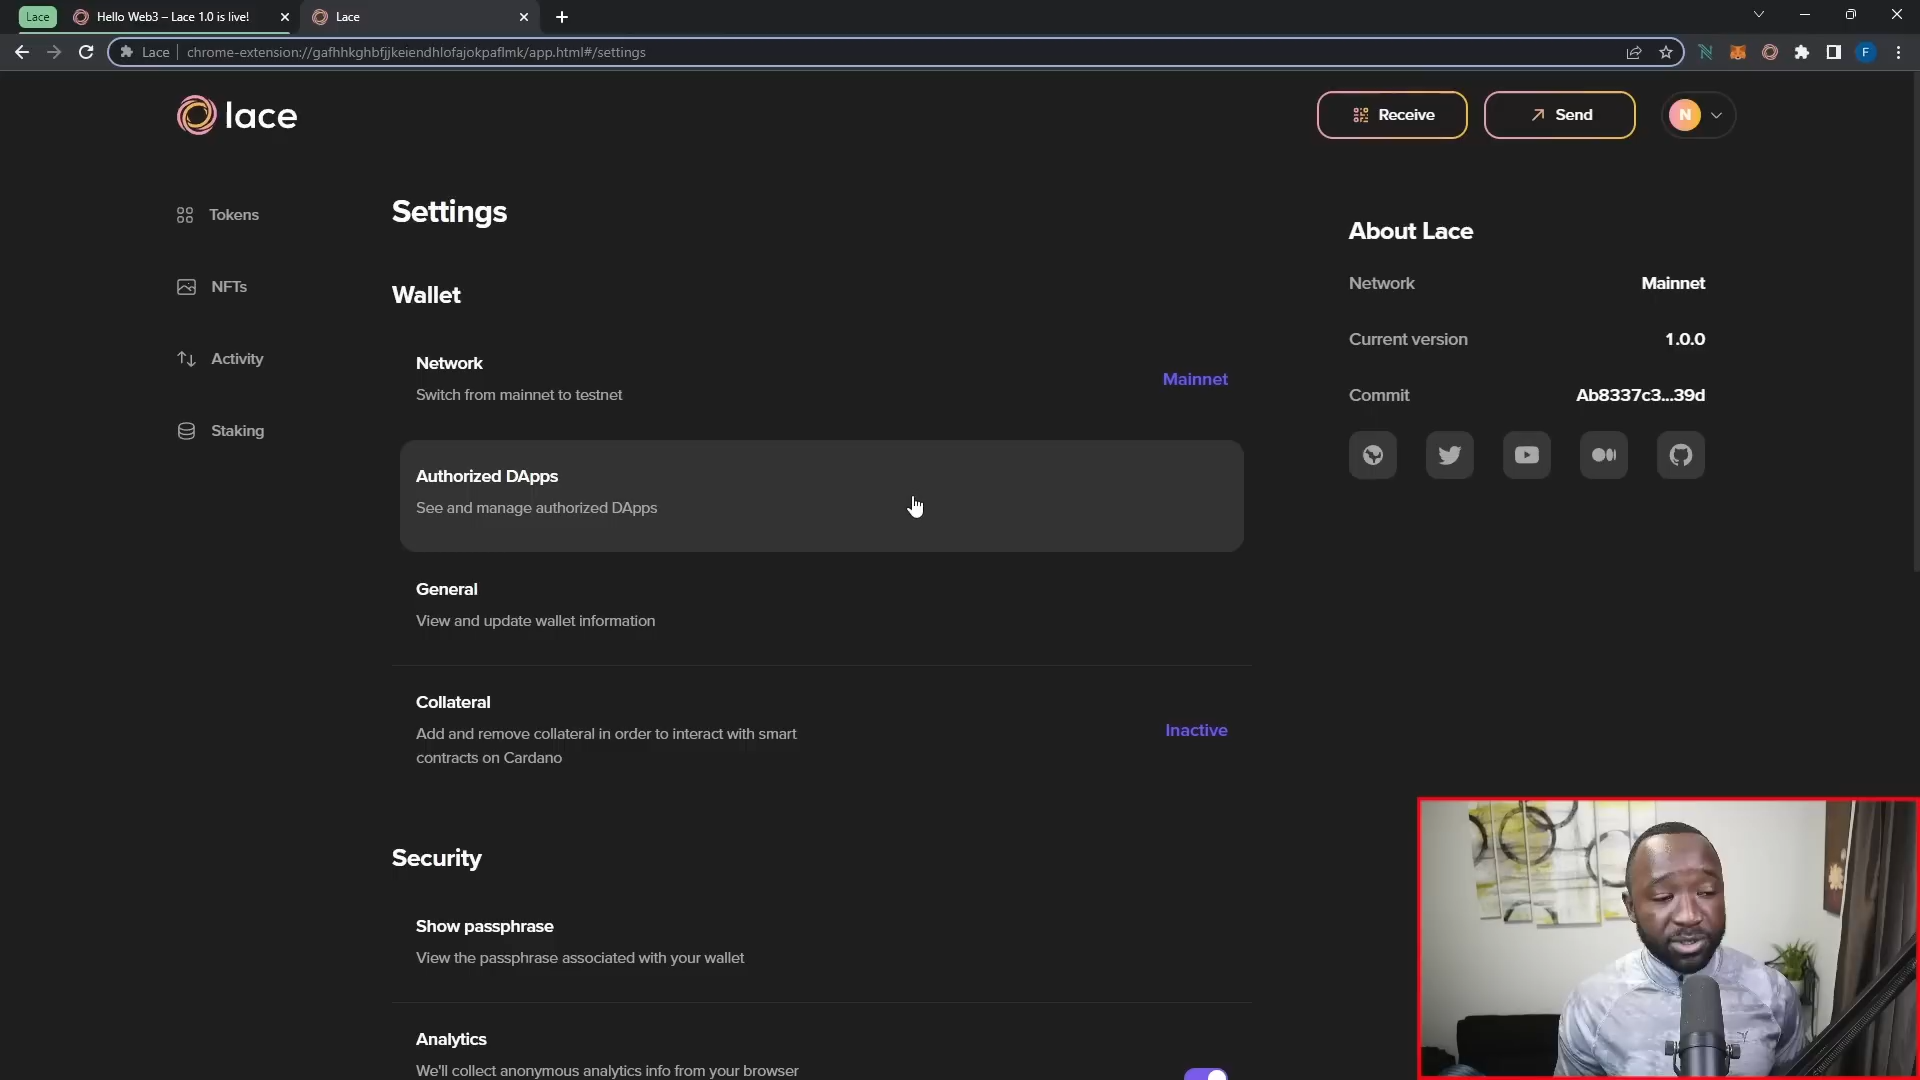 Lace
Hello Web3 – Lace 1.0 is live!
Lace
Lace
chrome-extension://gafhhkghbfjjkeiendhlofajokpaflmk/app.html#/settings
F
lace
Receive
Send
N
Tokens
NFTs
Activity
Staking
Settings
Wallet
Network
Switch from mainnet to testnet
Mainnet
Authorized DApps
See and manage authorized DApps
General
View and update wallet information
Collateral
Add and remove collateral in order to interact with smart
contracts on Cardano
Inactive
Security
Show passphrase
View the passphrase associated with your wallet
Analytics
We'll collect anonymous analytics info from your browser
About Lace
Network Mainnet
Current version 1.0.0
Commit Ab8337c3...39d